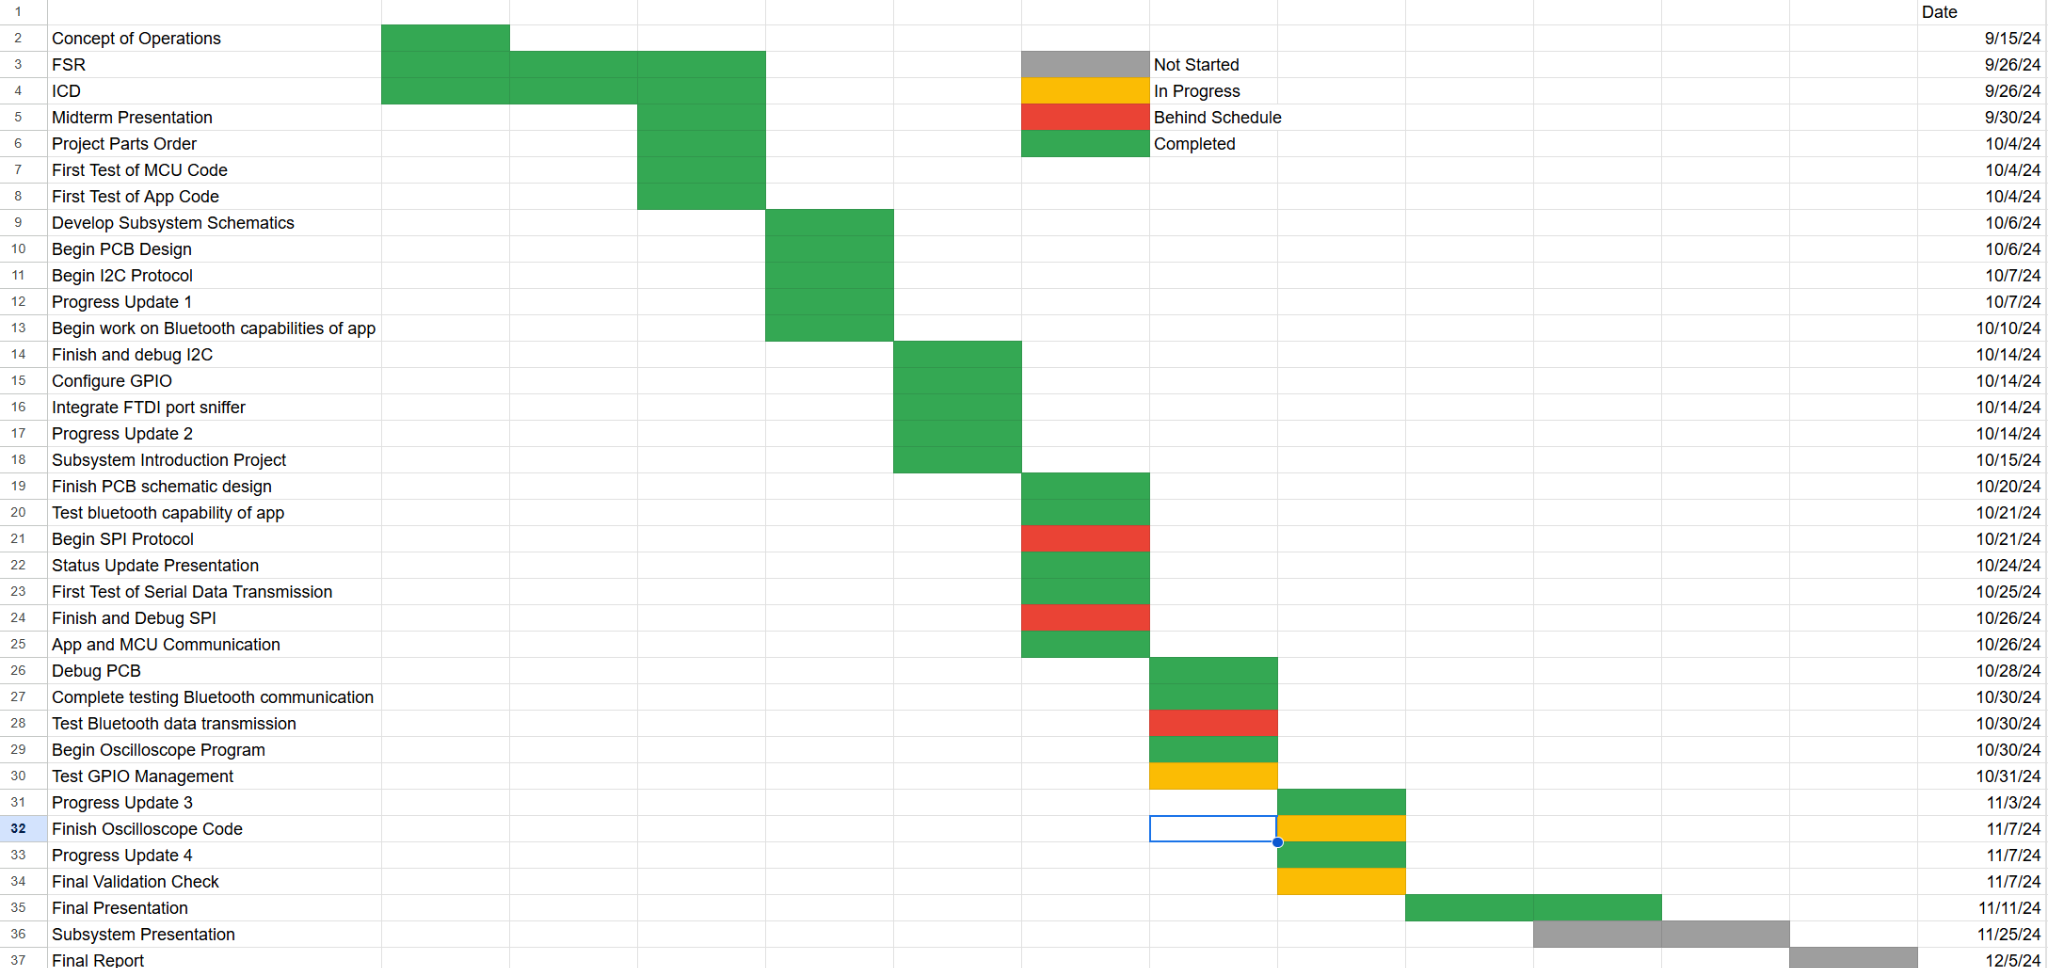 1 Date
2 Concept of Operations 9/15/24
3 FSR Not Started 9/26/24
4 ICD In Progress 9/26/24
5 Midterm Presentation Behind Schedule 9/30/24
6 Project Parts Order Completed 10/4/24
7 First Test of MCU Code 10/4/24
8 First Test of App Code 10/4/24
9 Develop Subsystem Schematics 10/6/24
10 Begin PCB Design 10/6/24
11 Begin I2C Protocol 10/7/24
12 Progress Update 1 10/7/24
13 Begin work on Bluetooth capabilities of app 10/10/24
14 Finish and debug I2C 10/14/24
15 Configure GPIO 10/14/24
16 Integrate FTDI port sniffer 10/14/24
17 Progress Update 2 10/14/24
18 Subsystem Introduction Project 10/15/24
19 Finish PCB schematic design 10/20/24
20 Test bluetooth capability of app 10/21/24
21 Begin SPI Protocol 10/21/24
22 Status Update Presentation 10/24/24
23 First Test of Serial Data Transmission 10/25/24
24 Finish and Debug SPI 10/26/24
25 App and MCU Communication 10/26/24
26 Debug PCB 10/28/24
27 Complete testing Bluetooth communication 10/30/24
28 Test Bluetooth data transmission 10/30/24
29 Begin Oscilloscope Program 10/30/24
30 Test GPIO Management 10/31/24
31 Progress Update 3 11/3/24
32 Finish Oscilloscope Code 11/7/24
33 Progress Update 4 11/7/24
34 Final Validation Check 11/7/24
35 Final Presentation 11/11/24
36 Subsystem Presentation 11/25/24
37 Final Report 12/5/24